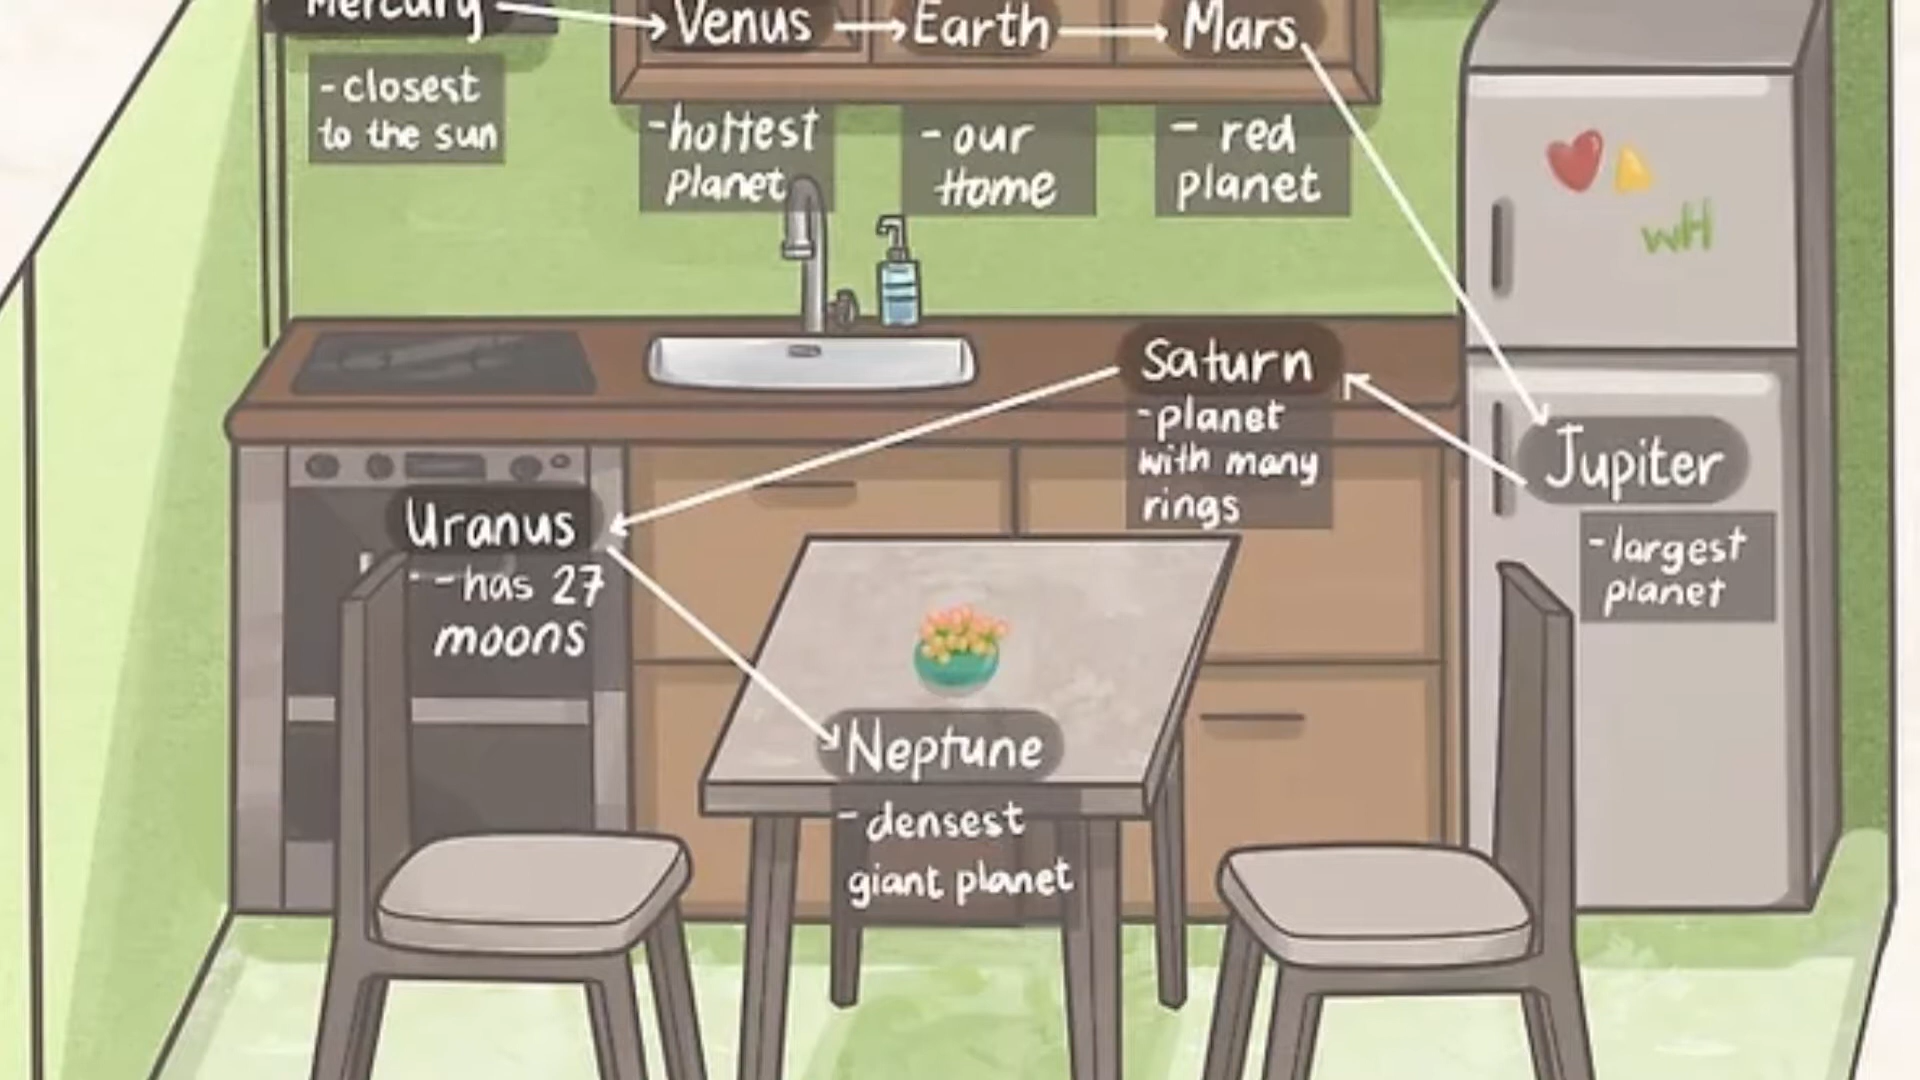 Mercury
Venus
Earth
Mars
- closest
to the sun
- hottest
planet
- our
Home
- red
planet
WH
Saturn
- planet
with many
rings
Jupiter
- largest
planet
Uranus
- has 27
moons
Neptune
- densest
giant planet